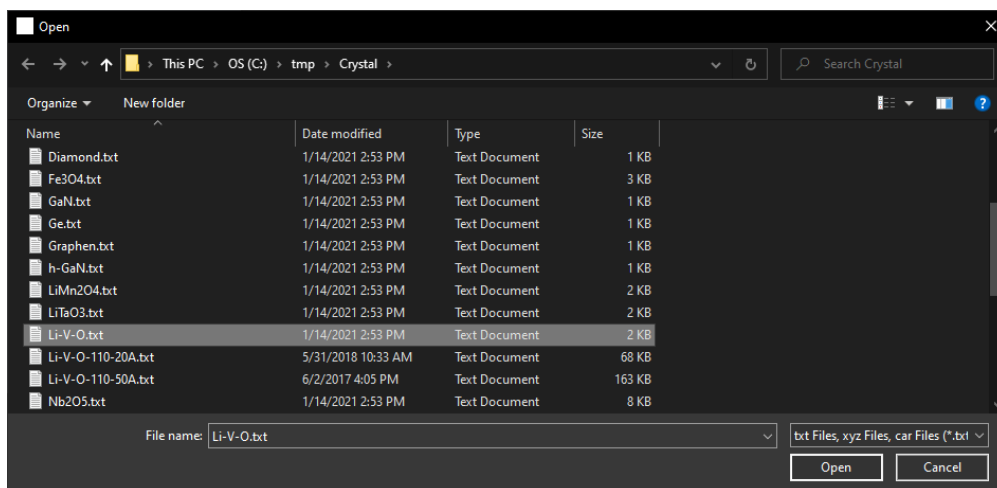 Open
This PC > OS (C:) > tmp > Crystal >
Search Crystal
Organize
New folder
Name Date modified Type Size
Diamond.txt 1/14/2021 2:53 PM Text Document 1 KB
Fe3O4.txt 1/14/2021 2:53 PM Text Document 3 KB
GaN.txt 1/14/2021 2:53 PM Text Document 1 KB
Ge.txt 1/14/2021 2:53 PM Text Document 1 KB
Graphen.txt 1/14/2021 2:53 PM Text Document 1 KB
h-GaN.txt 1/14/2021 2:53 PM Text Document 1 KB
LiMn2O4.txt 1/14/2021 2:53 PM Text Document 2 KB
LiTaO3.txt 1/14/2021 2:53 PM Text Document 2 KB
Li-V-O.txt 1/14/2021 2:53 PM Text Document 2 KB
Li-V-O-110-20A.txt 5/31/2018 10:33 AM Text Document 68 KB
Li-V-O-110-50A.txt 6/2/2017 4:05 PM Text Document 163 KB
Nb2O5.txt 1/14/2021 2:53 PM Text Document 8 KB
File name: Li-V-O.txt txt Files, xyz Files, car Files (*.txt
Open Cancel